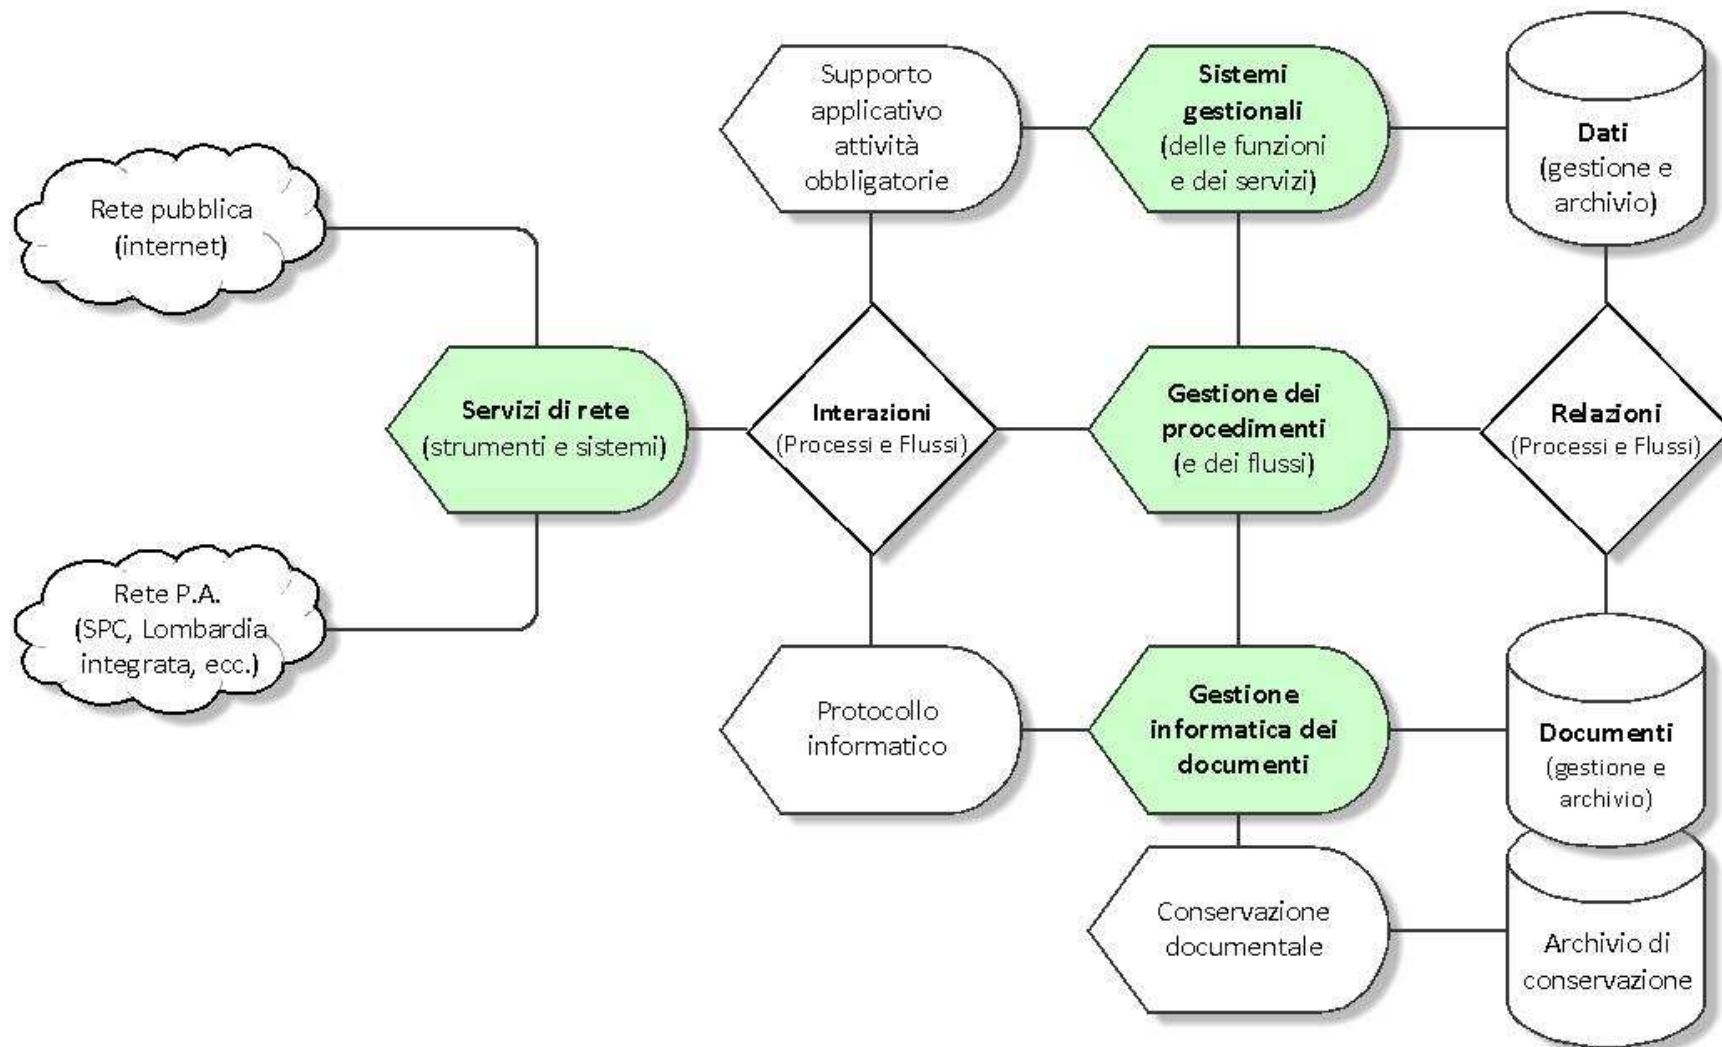 Supporto
applicativo
attività
obbligatorie
Sistemi
gestionali
(delle funzioni
e dei servizi)
Dati
(gestione e
archivio)
Rete pubblica
(internet)
Servizi di rete
(strumenti e sistemi)
Interazioni
(Processi e Flussi)
Gestione dei
procedimenti
(e dei flussi)
Relazioni
(Processi e Flussi)
Rete P.A.
(SPC, Lombardia
integrata, ecc.)
Protocollo
informatico
Gestione
informatica dei
documenti
Documenti
(gestione e
archivio)
Conservazione
documentale
Archivio di
conservazione